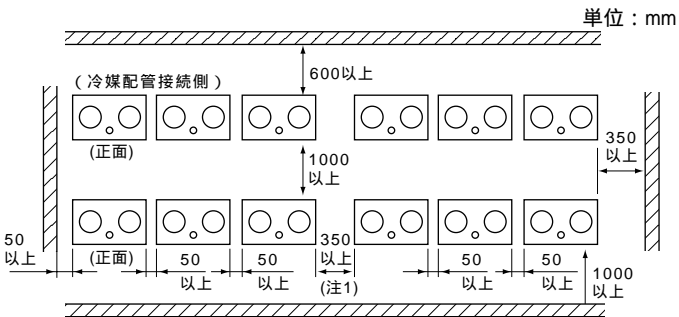 単位：mm
600以上
（冷媒配管接続側）
(正面)
350
以上
1000
以上
50
以上
(正面)
50
以上
50
以上
350
以上
(注1)
50
以上
50
以上
1000
以上